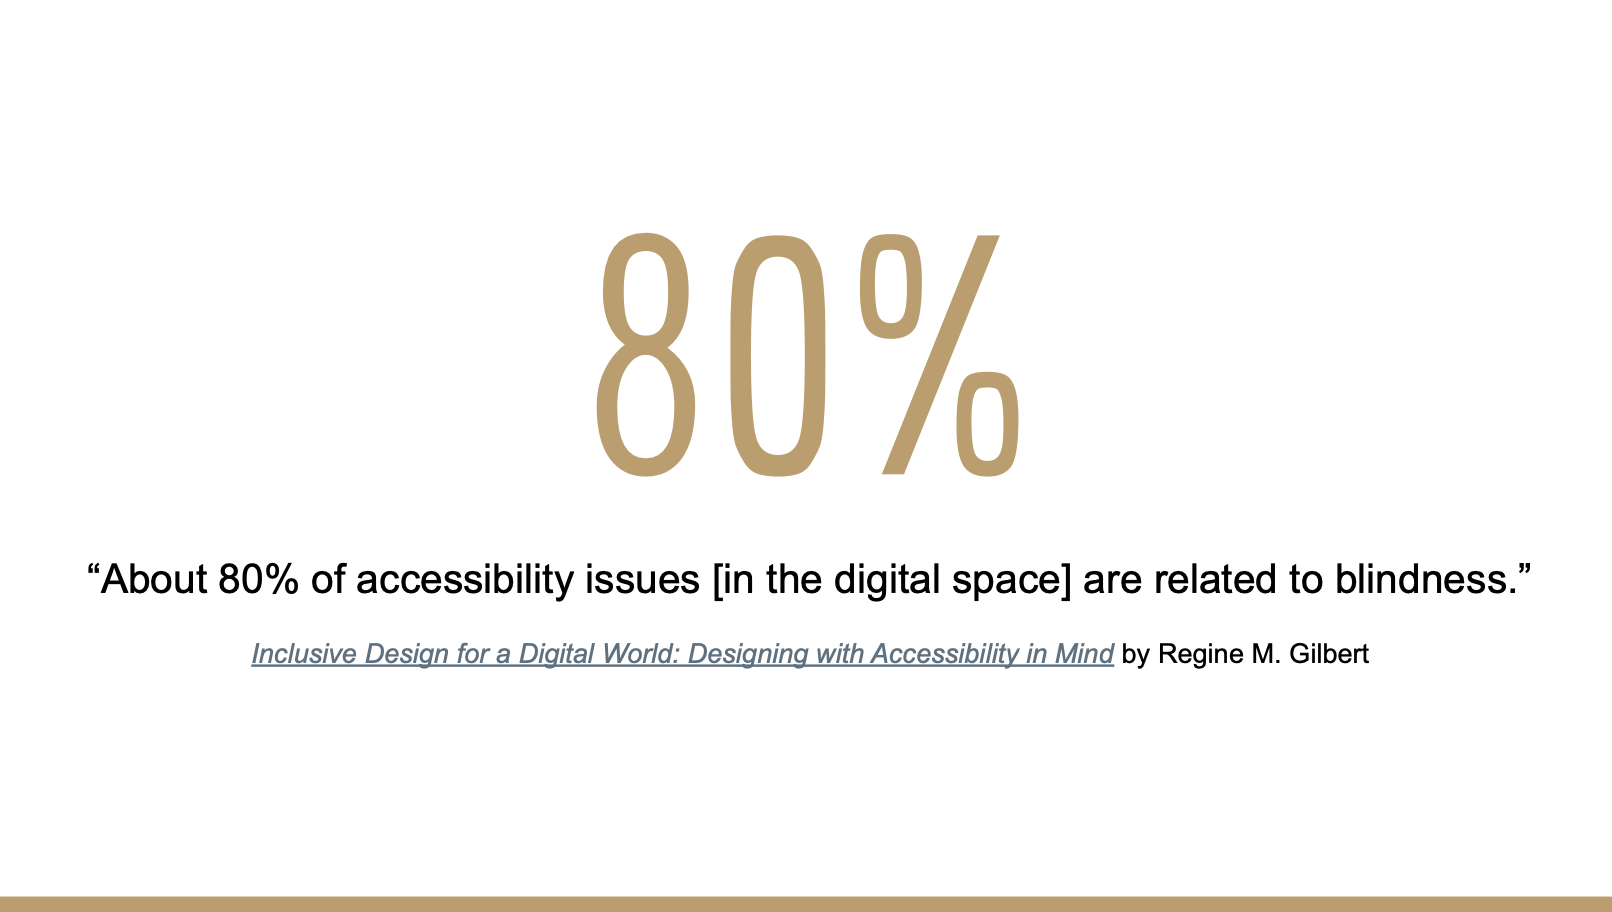 80%
“About 80% of accessibility issues [in the digital space] are related to blindness.”
Inclusive Design for a Digital World: Designing with Accessibility in Mind by Regine M. Gilbert